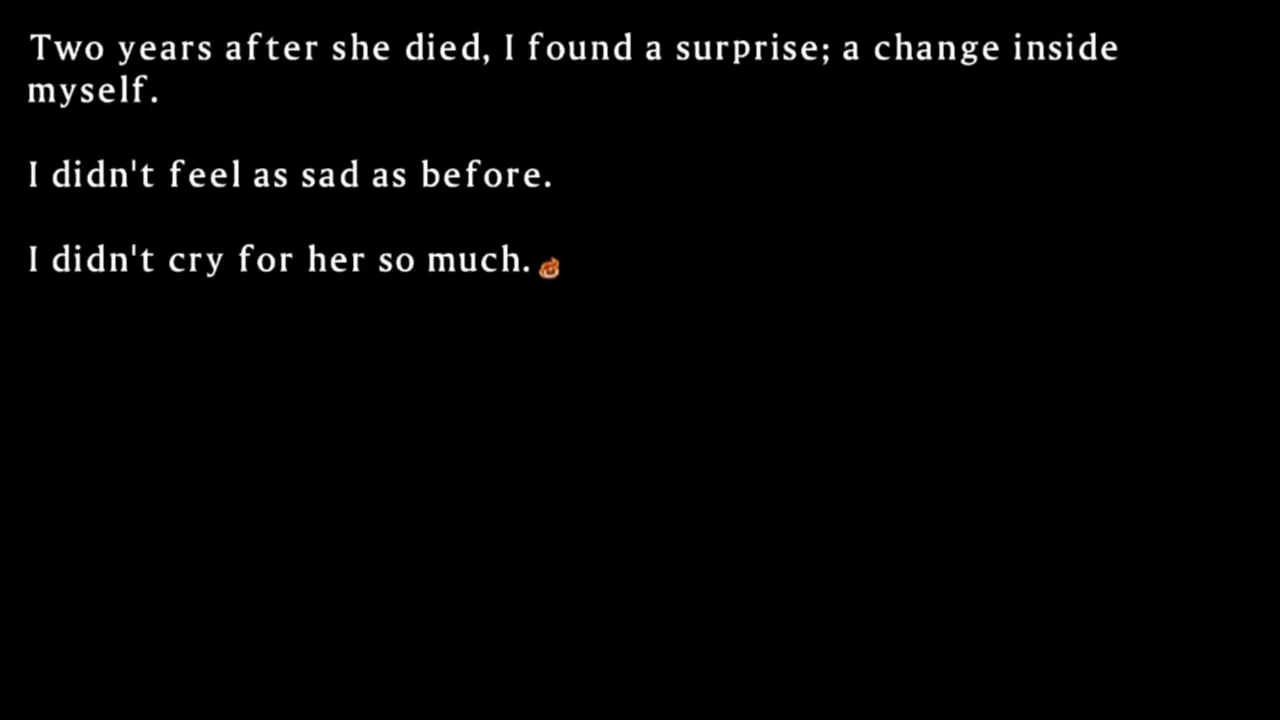 Two years after she died, I found a surprise; a change inside
myself.
I didn't feel as sad as before.
I didn't cry for her so much.